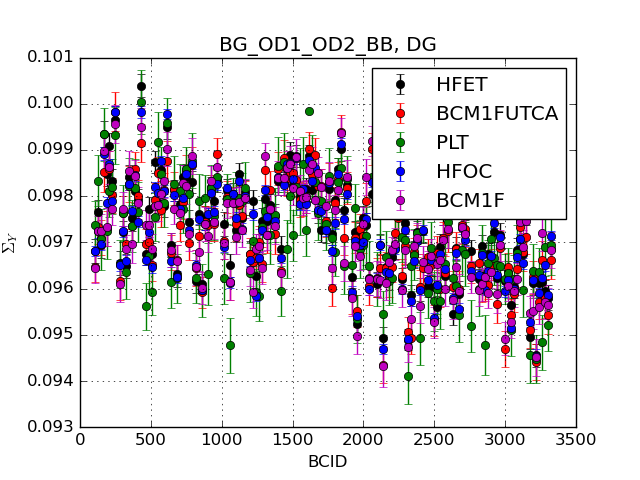 BG_OD1_OD2_BB, DG
0.101
0.100
0.099
0.098
0.097
0.096
0.095
0.094
0.093
Σ_Y
HFET
BCM1FUTCA
PLT
HFOC
BCM1F
0 500 1000 1500 2000 2500 3000 3500
BCID